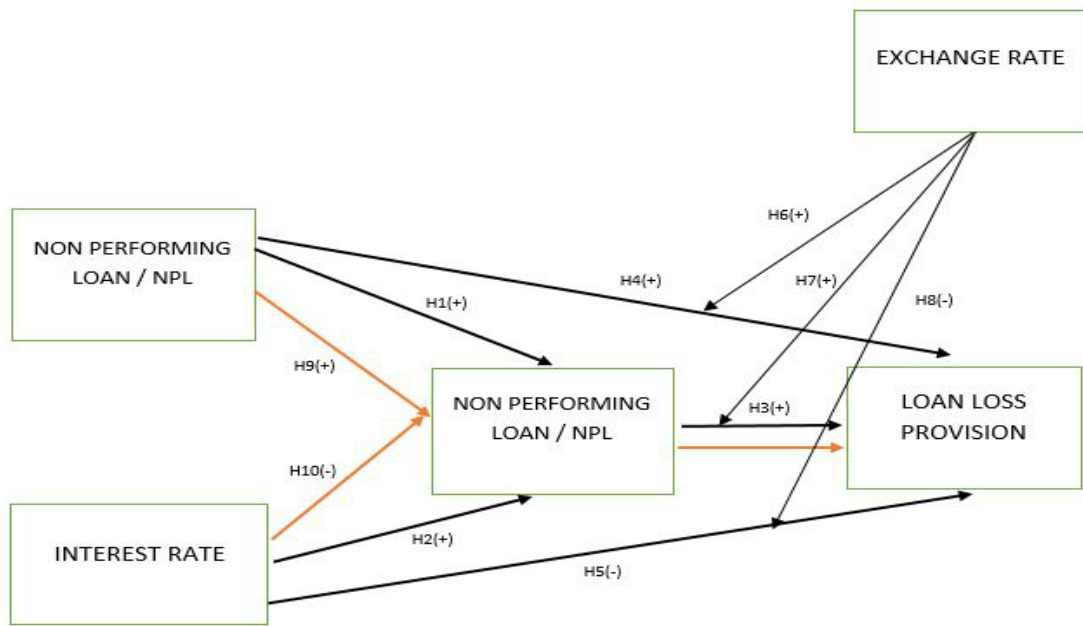 EXCHANGE RATE
H6(+)
NON PERFORMING
LOAN / NPL
H7(+)
H4(+)
H8(-)
H1(+)
H9(+)
NON PERFORMING
LOAN / NPL
H3(+)
LOAN LOSS
PROVISION
H10(-)
H2(+)
INTEREST RATE
H5(-)